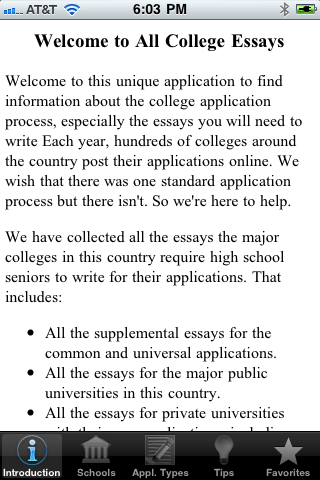 AT&T 6:03 PM
Welcome to All College Essays
Welcome to this unique application to find
information about the college application
process, especially the essays you will need to
write Each year, hundreds of colleges around
the country post their applications online. We
wish that there was one standard application
process but there isn't. So we're here to help.
We have collected all the essays the major
colleges in this country require high school
seniors to write for their applications. That
includes:
• All the supplemental essays for the
common and universal applications.
• All the essays for the major public
universities in this country.
• All the essays for private universities
Introduction Schools Appl. Types Tips Favorites